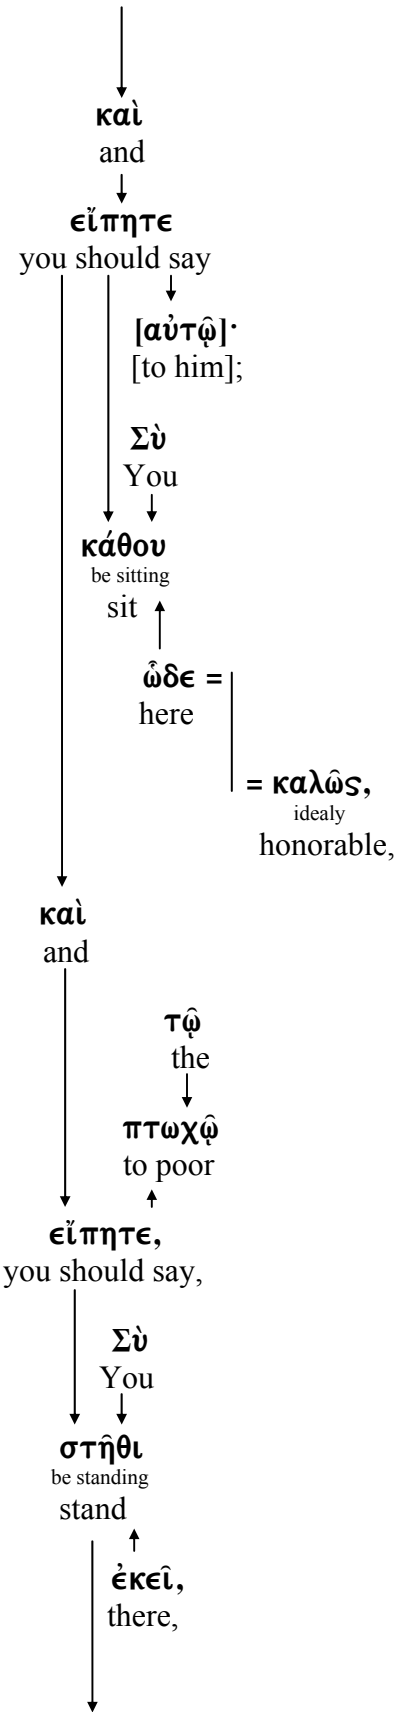 καὶ
and
εἴπητε
you should say
[αὐτῷ]·
[to him];
Σὺ
You
κάθου
be sitting
sit
ὧδε =
here
= καλῶς,
idealy
honorable,
καὶ
and
τῷ
the
πτωχῷ
to poor
εἴπητε,
you should say,
Σὺ
You
στῆθι
be standing
stand
ἐκεῖ,
there,